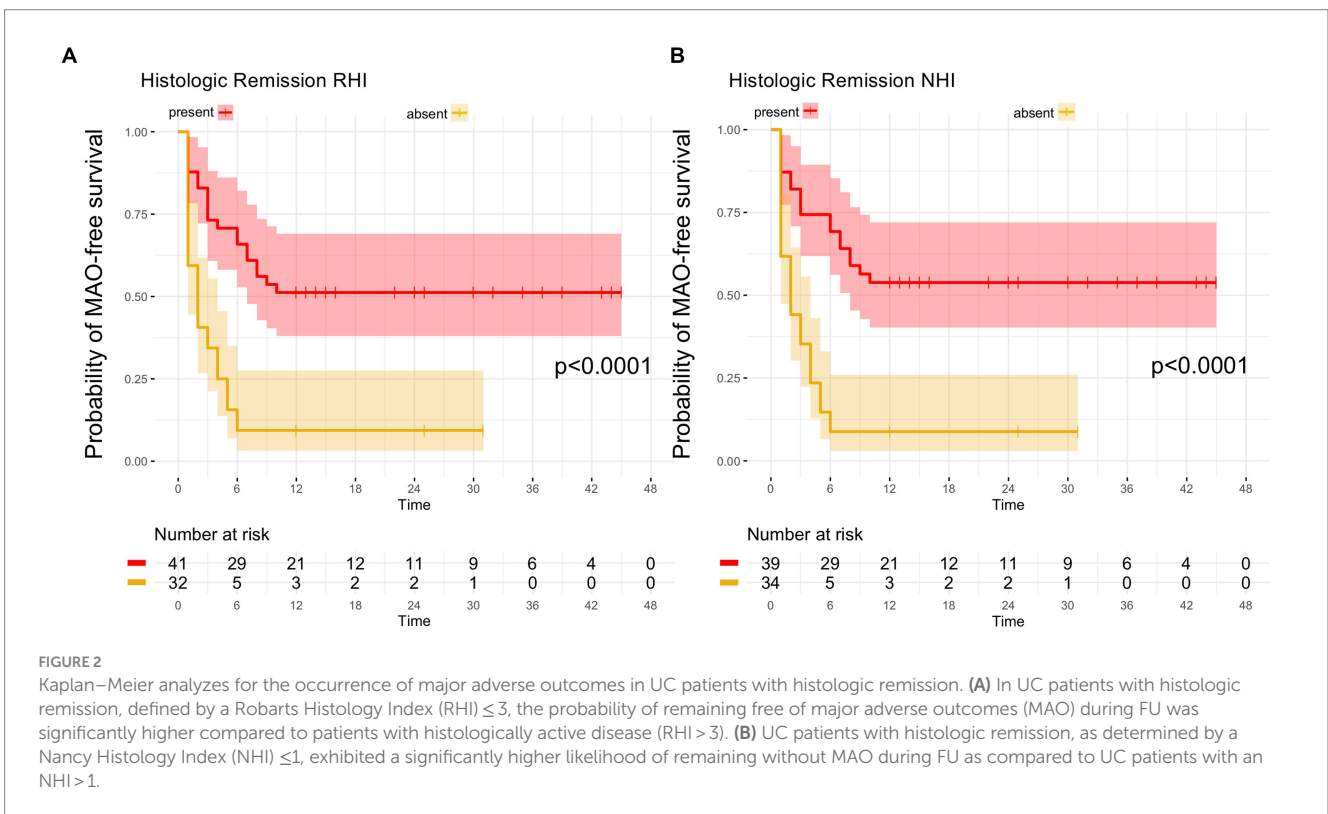 A
Histologic Remission RHI
present
absent
Probability of MAO-free survival
1.00
0.75
0.50
0.25
0.00
p<0.0001
0 6 12 18 24 30 36 42 48
Time
Number at risk
41 29 21 12 11 9 6 4 0
32 5 3 2 2 1 0 0 0
0 6 12 18 24 30 36 42 48
Time
B
Histologic Remission NHI
present
absent
Probability of MAO-free survival
1.00
0.75
0.50
0.25
0.00
p<0.0001
0 6 12 18 24 30 36 42 48
Time
Number at risk
39 29 21 12 11 9 6 4 0
34 5 3 2 2 1 0 0 0
0 6 12 18 24 30 36 42 48
Time
FIGURE 2
Kaplan–Meier analyzes for the occurrence of major adverse outcomes in UC patients with histologic remission. (A) In UC patients with histologic
remission, defined by a Robarts Histology Index (RHI) ≤ 3, the probability of remaining free of major adverse outcomes (MAO) during FU was
significantly higher compared to patients with histologically active disease (RHI > 3). (B) UC patients with histologic remission, as determined by a
Nancy Histology Index (NHI) ≤1, exhibited a significantly higher likelihood of remaining without MAO during FU as compared to UC patients with an
NHI > 1.